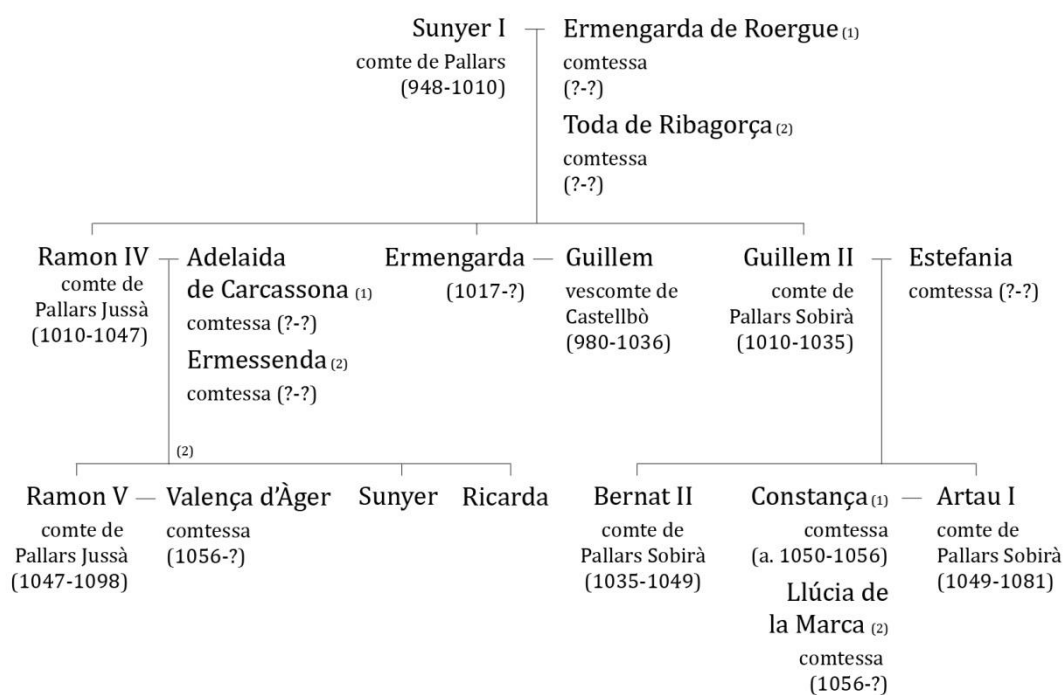 Sunyer I
comte de Pallars
(948-1010)
Ermengarda de Roergue (1)
comtessa
(?-?)
Toda de Ribagorça (2)
comtessa
(?-?)
Ramon IV
comte de
Pallars Jussà
(1010-1047)
Adelaida
de Carcassona (1)
comtessa (?-?)
Ermessenda (2)
comtessa (?-?)
Ermengarda
(1017-?)
Guillem
vescomte de
Castellbò
(980-1036)
Guillem II
comte de
Pallars Sobirà
(1010-1035)
Estefania
comtessa (?-?)
(2)
Ramon V
comte de
Pallars Jussà
(1047-1098)
Valença d'Àger
comtessa
(1056-?)
Sunyer
Ricarda
Bernat II
comte de
Pallars Sobirà
(1035-1049)
Constança (1)
comtessa
(a. 1050-1056)
Llúcia de
la Marca (2)
comtessa
(1056-?)
Artau I
comte de
Pallars Sobirà
(1049-1081)